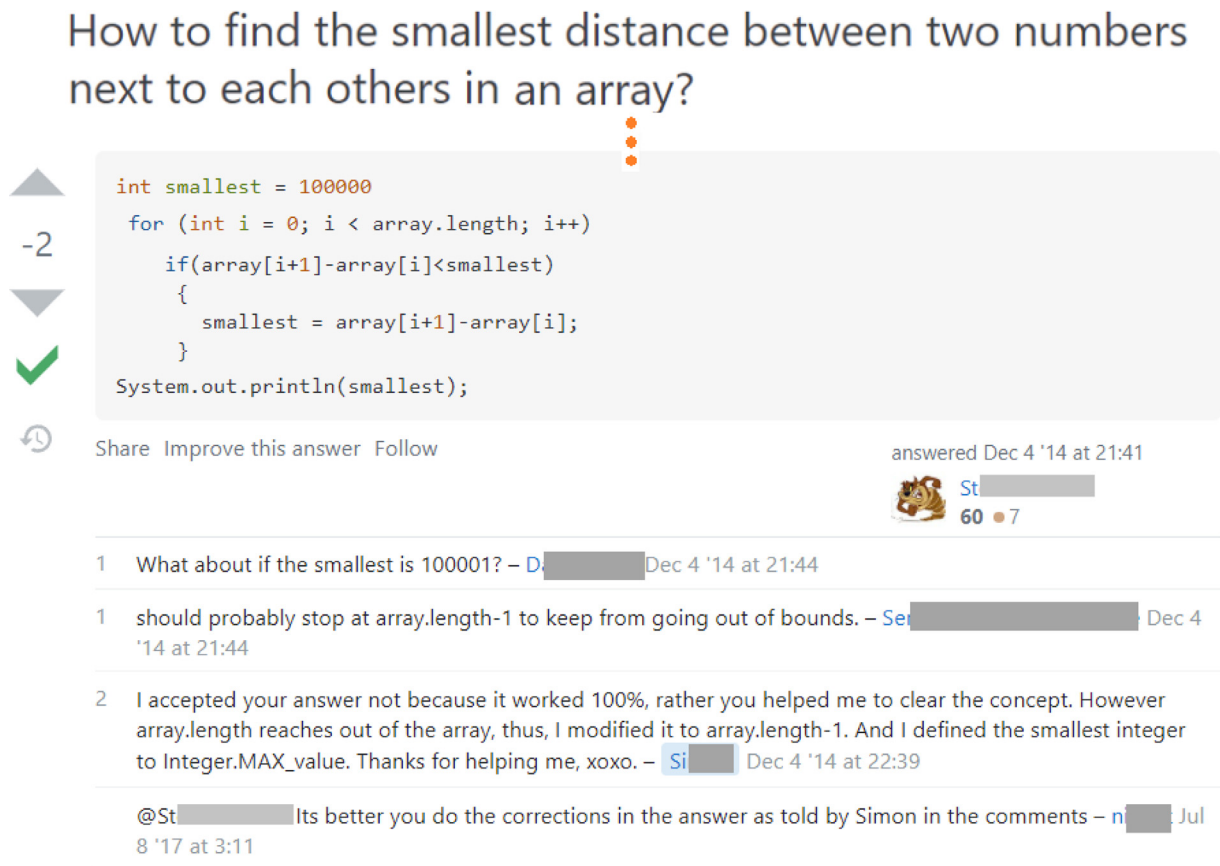 How to find the smallest distance between two numbers
next to each others in an array?
int smallest = 100000
for (int i = 0; i < array.length; i++)
if(array[i+1]-array[i]<smallest)
{
smallest = array[i+1]-array[i];
}
System.out.println(smallest);
-2
Share Improve this answer Follow
answered Dec 4 '14 at 21:41
St
60 7
1 What about if the smallest is 100001? – D Dec 4 '14 at 21:44
1 should probably stop at array.length-1 to keep from going out of bounds. – Ser Dec 4
'14 at 21:44
2 I accepted your answer not because it worked 100%, rather you helped me to clear the concept. However
array.length reaches out of the array, thus, I modified it to array.length-1. And I defined the smallest integer
to Integer.MAX_value. Thanks for helping me, xoxo. – Si Dec 4 '14 at 22:39
@St Its better you do the corrections in the answer as told by Simon in the comments – ni Jul
8 '17 at 3:11